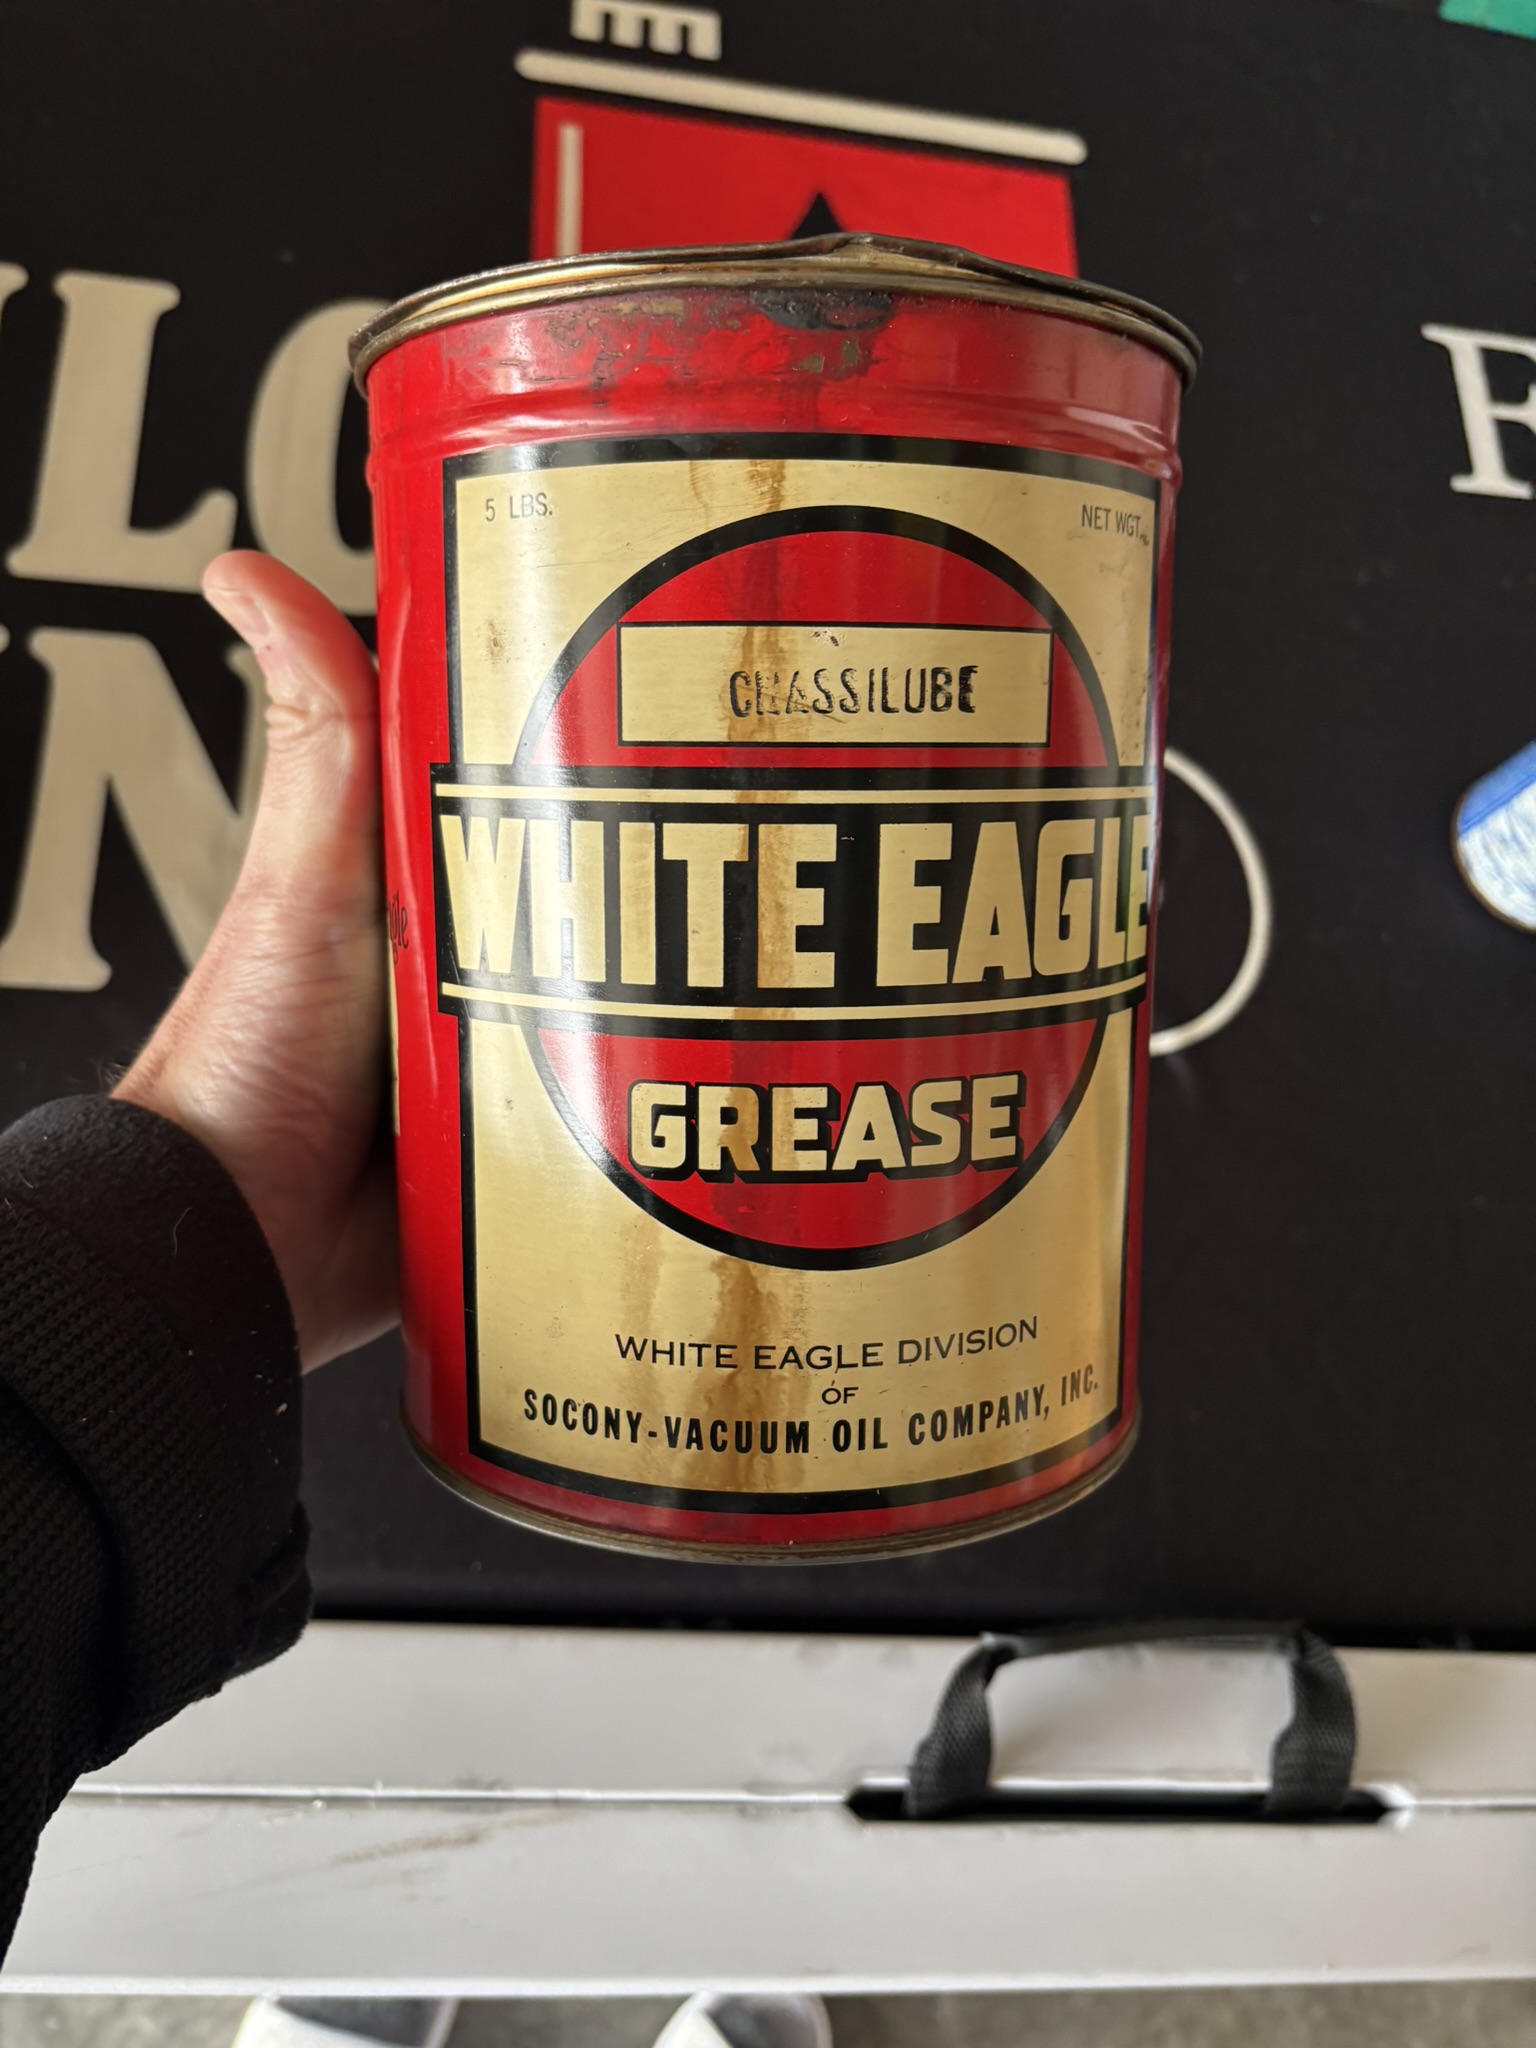 5 LBS.
NET WGT.
CHASSILUBE
WHITE EAGLE
GREASE
WHITE EAGLE DIVISION
OF
SOCONY-VACUUM OIL COMPANY, INC.